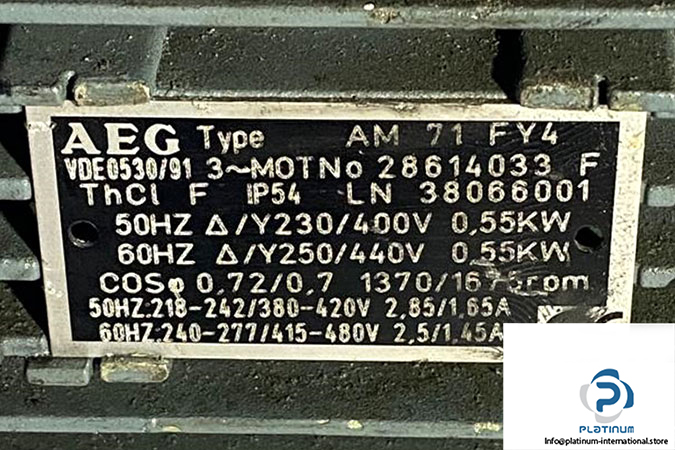 AEG Type AM 71 FY4
VDE0530/91 3~MOTNo 28614033 F
ThCl F IP54 LN 38066001
50HZ Δ/Y230/400V 0,55KW
60HZ Δ/Y250/440V 0,55KW
COSφ 0,72/0,7 1370/1675rpm
50HZ:218-242/380-420V 2,85/1,65A
60HZ:240-277/415-480V 2,5/1,45A
PLATINUM
Info@platinum-international.store